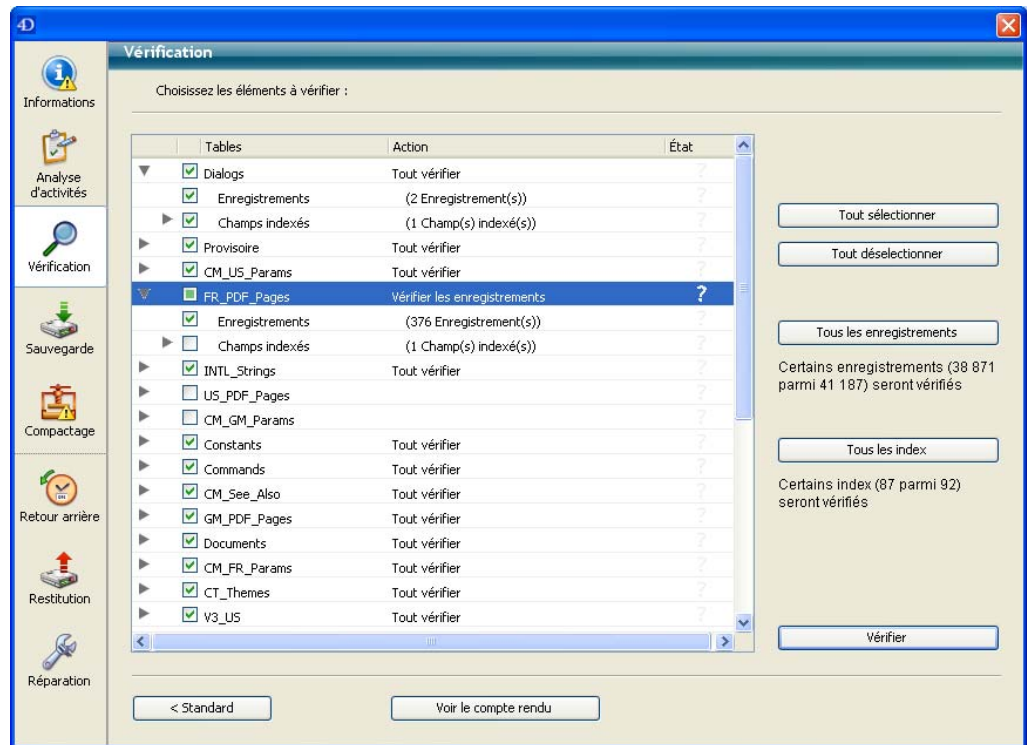 4D
Informations
Analyse
d'activités
Vérification
Sauvegarde
Compactage
Retour arrière
Restitution
Réparation
Vérification
Choisissez les éléments à vérifier :
Tables Action État
Dialogs Tout vérifier ?
Enregistrements (2 Enregistrement(s)) ?
Champs indexés (1 Champ(s) indexé(s)) ?
Provisoire Tout vérifier ?
CM_US_Params Tout vérifier ?
FR_PDF_Pages Vérifier les enregistrements ?
Enregistrements (376 Enregistrement(s)) ?
Champs indexés (1 Champ(s) indexé(s)) ?
INTL_Strings Tout vérifier ?
US_PDF_Pages ?
CM_GM_Params ?
Constants Tout vérifier ?
Commands Tout vérifier ?
CM_See_Also Tout vérifier ?
GM_PDF_Pages Tout vérifier ?
Documents Tout vérifier ?
CM_FR_Params Tout vérifier ?
CT_Themes Tout vérifier ?
V3_US Tout vérifier ?
Tout sélectionner
Tout déselectionner
Tous les enregistrements
Certains enregistrements (38 871
parmi 41 187) seront vérifiés
Tous les index
Certains index (87 parmi 92)
seront vérifiés
Vérifier
< Standard
Voir le compte rendu